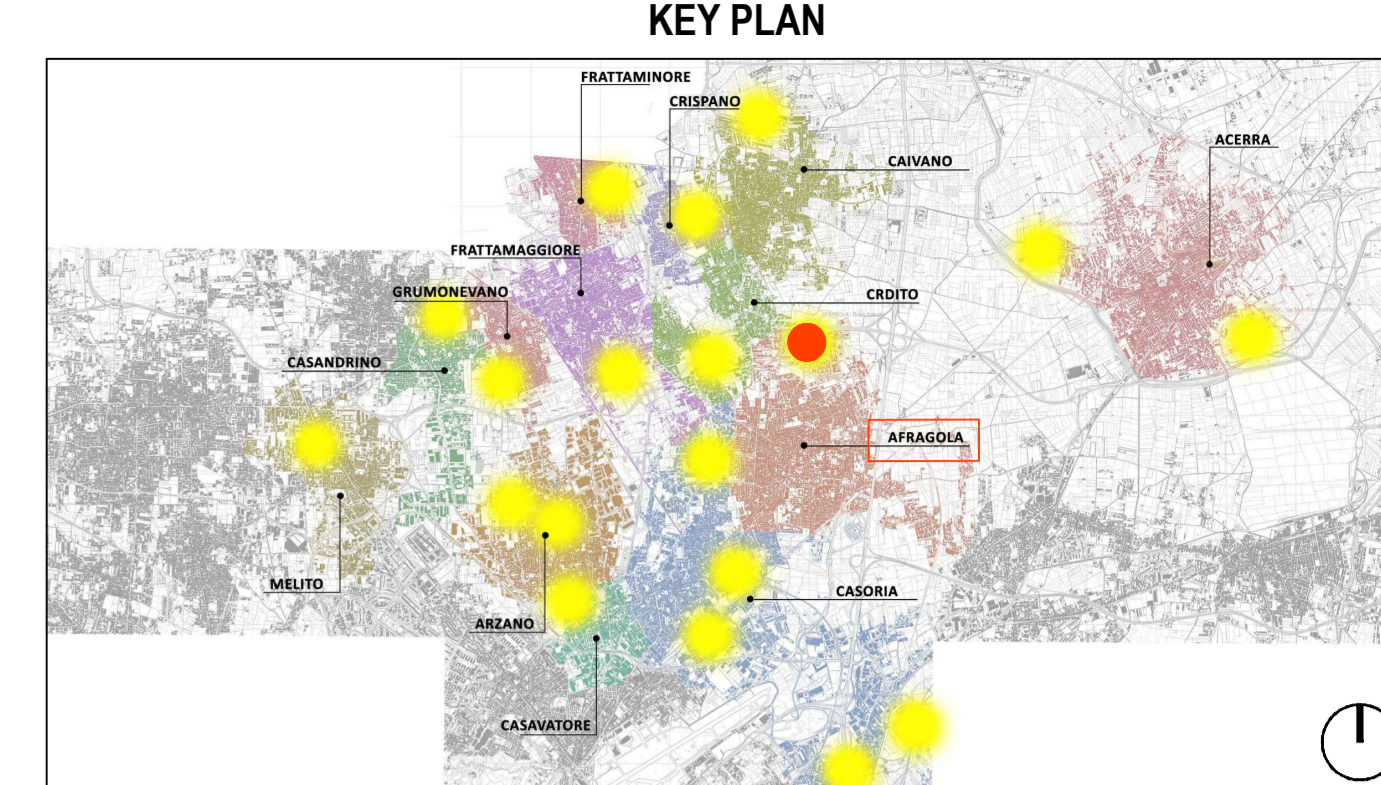 KEY PLAN
FRATTAMINORE
CRISPANO
CAIVANO
ACERRA
FRATTAMAGGIORE
GRUMONEVANO
CRDITO
CASANDRINO
AFRAGOLA
MELITO
ARZANO
CASORIA
CASAVATORE